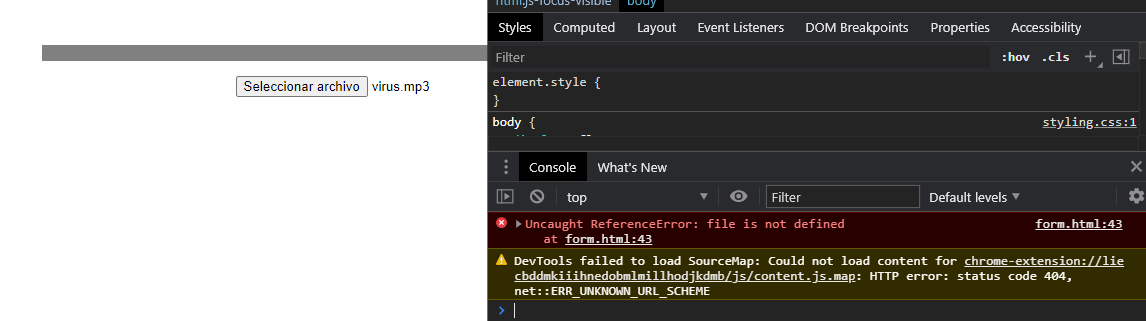 html.js-focus-visible body
Seleccionar archivo virus.mp3
Styles Computed Layout Event Listeners DOM Breakpoints Properties Accessibility
Filter :hov .cls
element.style {
}
body { styling.css:1
Console What's New
top Filter Default levels
Uncaught ReferenceError: file is not defined form.html:43
at form.html:43
DevTools failed to load SourceMap: Could not load content for chrome-extension://lie
cbddmkiiihnedobmlmillhodjkdmb/js/content.js.map: HTTP error: status code 404,
net::ERR_UNKNOWN_URL_SCHEME